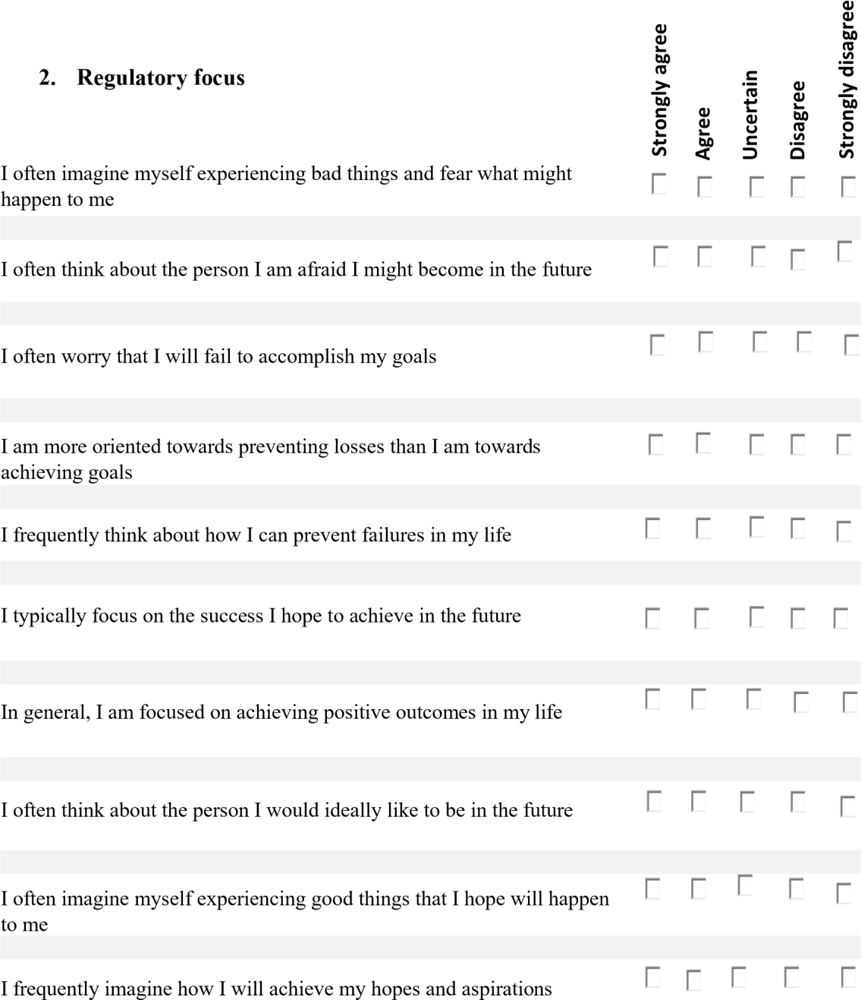 2. Regulatory focus
Strongly agree
Agree
Uncertain
Disagree
Strongly disagree
I often imagine myself experiencing bad things and fear what might
happen to me
I often think about the person I am afraid I might become in the future
I often worry that I will fail to accomplish my goals
I am more oriented towards preventing losses than I am towards
achieving goals
I frequently think about how I can prevent failures in my life
I typically focus on the success I hope to achieve in the future
In general, I am focused on achieving positive outcomes in my life
I often think about the person I would ideally like to be in the future
I often imagine myself experiencing good things that I hope will happen
to me
I frequently imagine how I will achieve my hopes and aspirations